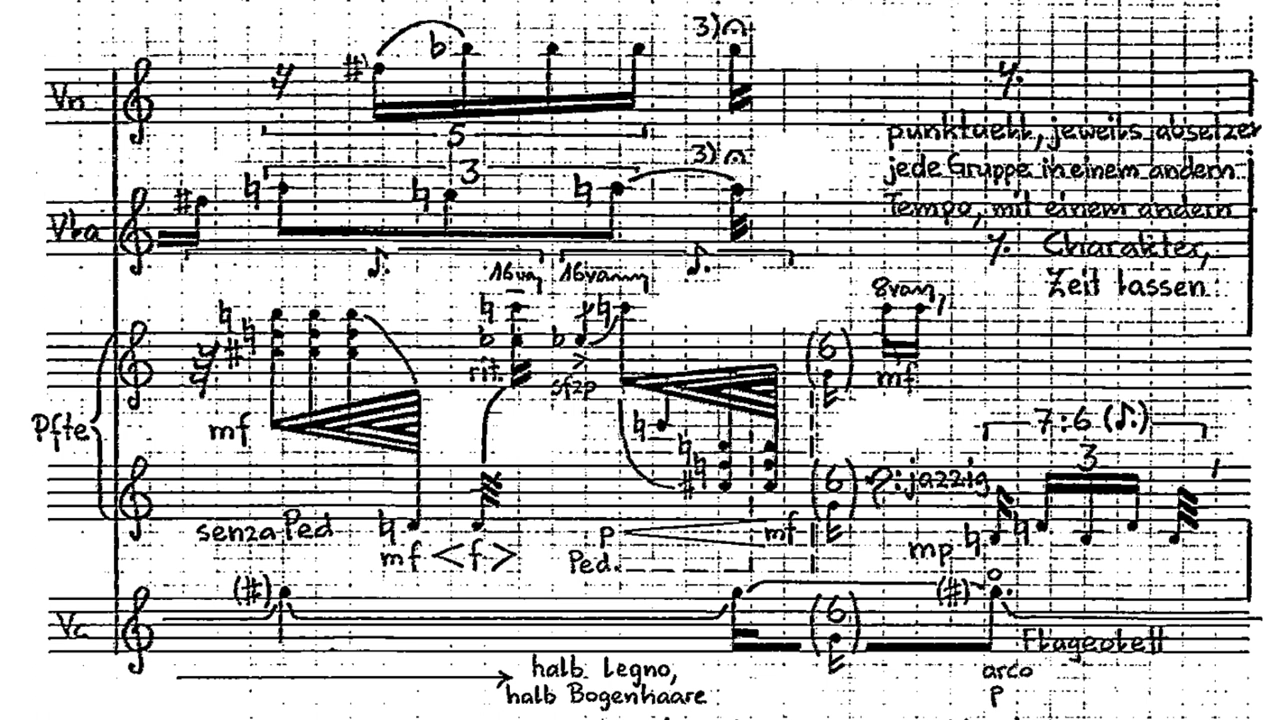 3)
Vn
5
punktuell, jeweils absetzen
3)
jede Gruppe in einem andern
3
Tempo, mit einem andern
Vla
Charakter,
16va 16va
Zeit lassen
8va
rit.
sfzp
(6)
mf
Pfte
mf
7:6 (♪.)
3
(6) jazzig
senza Ped
mf < f >
p mf
mp
Ped.
Vc
(6)
Flageolett
halb legno,
arco
halb Bogenhaare
p